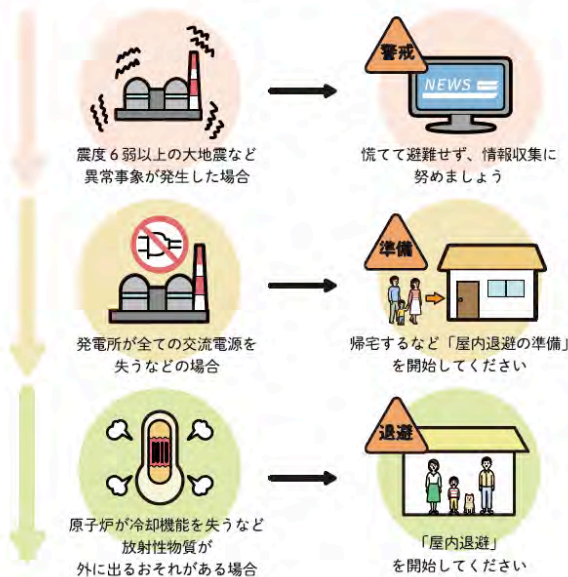 警戒
NEWS
震度6弱以上の大地震など
異常事象が発生した場合
慌てて避難せず、情報収集に
努めましょう
準備
発電所が全ての交流電源を
失うなどの場合
帰宅するなど「屋内退避の準備」
を開始してください
退避
原子炉が冷却機能を失うなど
放射性物質が
外に出るおそれがある場合
「屋内退避」
を開始してください